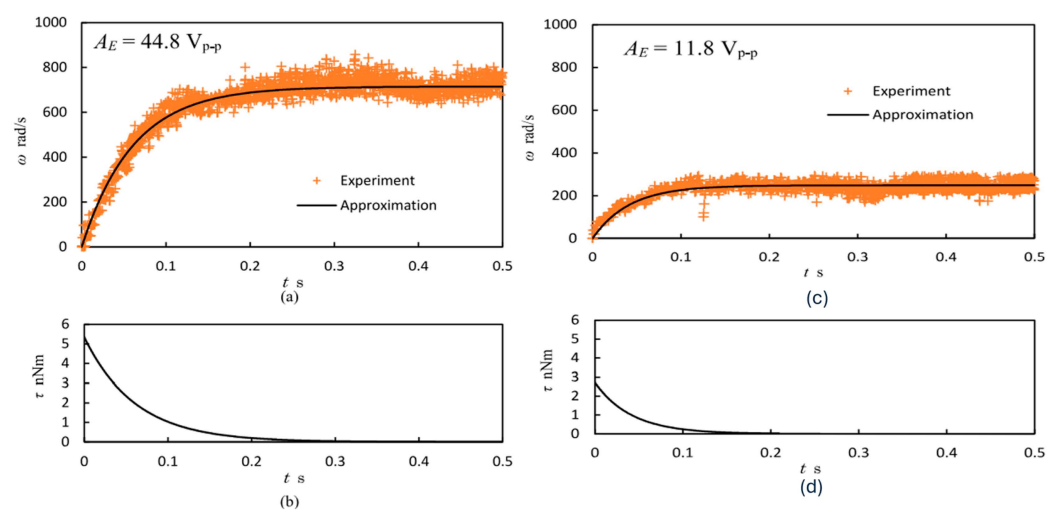 A_E = 44.8 V_p-p
1000
800
600
400
200
0
ω rad/s
Experiment
Approximation
0 0.1 0.2 0.3 0.4 0.5
t s
(a)
6
5
4
3
2
1
0
τ nNm
0 0.1 0.2 0.3 0.4 0.5
t s
(b)
A_E = 11.8 V_p-p
1000
800
600
400
200
0
ω rad/s
Experiment
Approximation
0 0.1 0.2 0.3 0.4 0.5
t s
(c)
6
5
4
3
2
1
0
τ nNm
0 0.1 0.2 0.3 0.4 0.5
t s
(d)